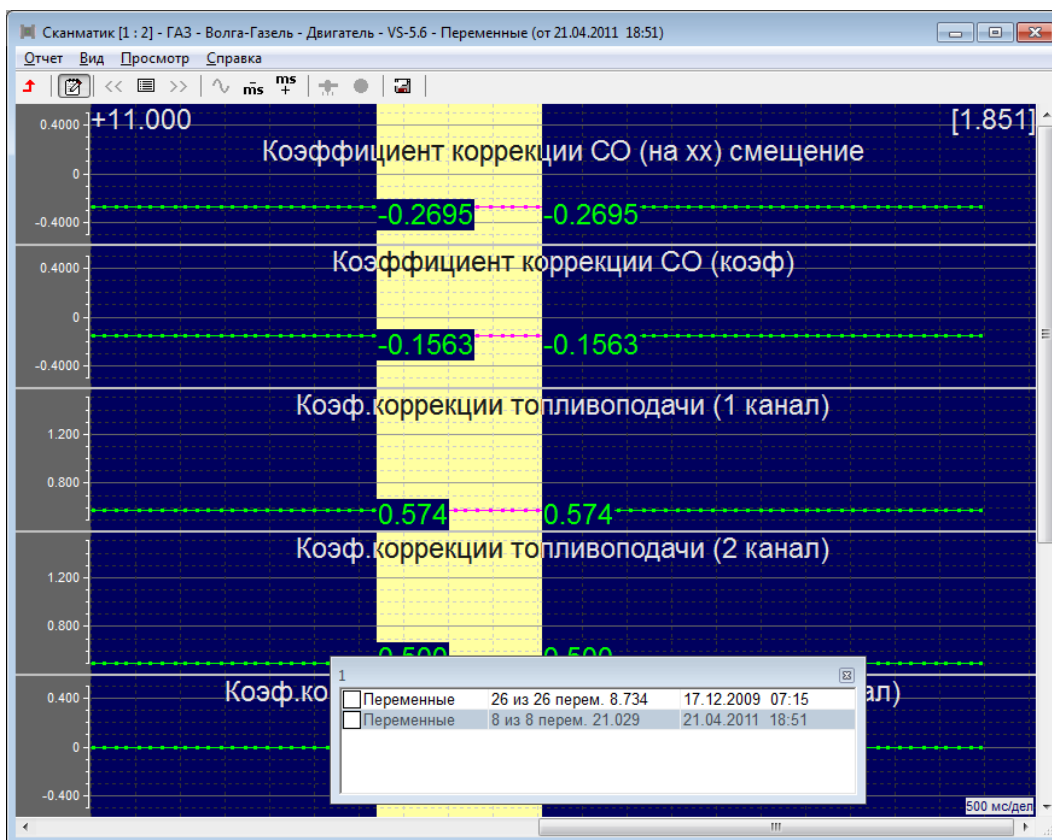 Сканматик [1 : 2] - ГАЗ - Волга-Газель - Двигатель - VS-5.6 - Переменные (от 21.04.2011 18:51)
Отчет Вид Просмотр Справка
<< >> ms ms
+11.000 [1.851]
Коэффициент коррекции СО (на хх) смещение
0.4000
0
-0.4000
-0.2695 -0.2695
Коэффициент коррекции СО (коэф)
0.4000
0
-0.4000
-0.1563 -0.1563
Коэф.коррекции топливоподачи (1 канал)
1.200
0.800
0.574 0.574
Коэф.коррекции топливоподачи (2 канал)
1.200
0.800
1
Переменные 26 из 26 перем. 8.734 17.12.2009 07:15
Переменные 8 из 8 перем. 21.029 21.04.2011 18:51
Коэф.ко ал)
0.400
0
-0.400
500 мс/дел